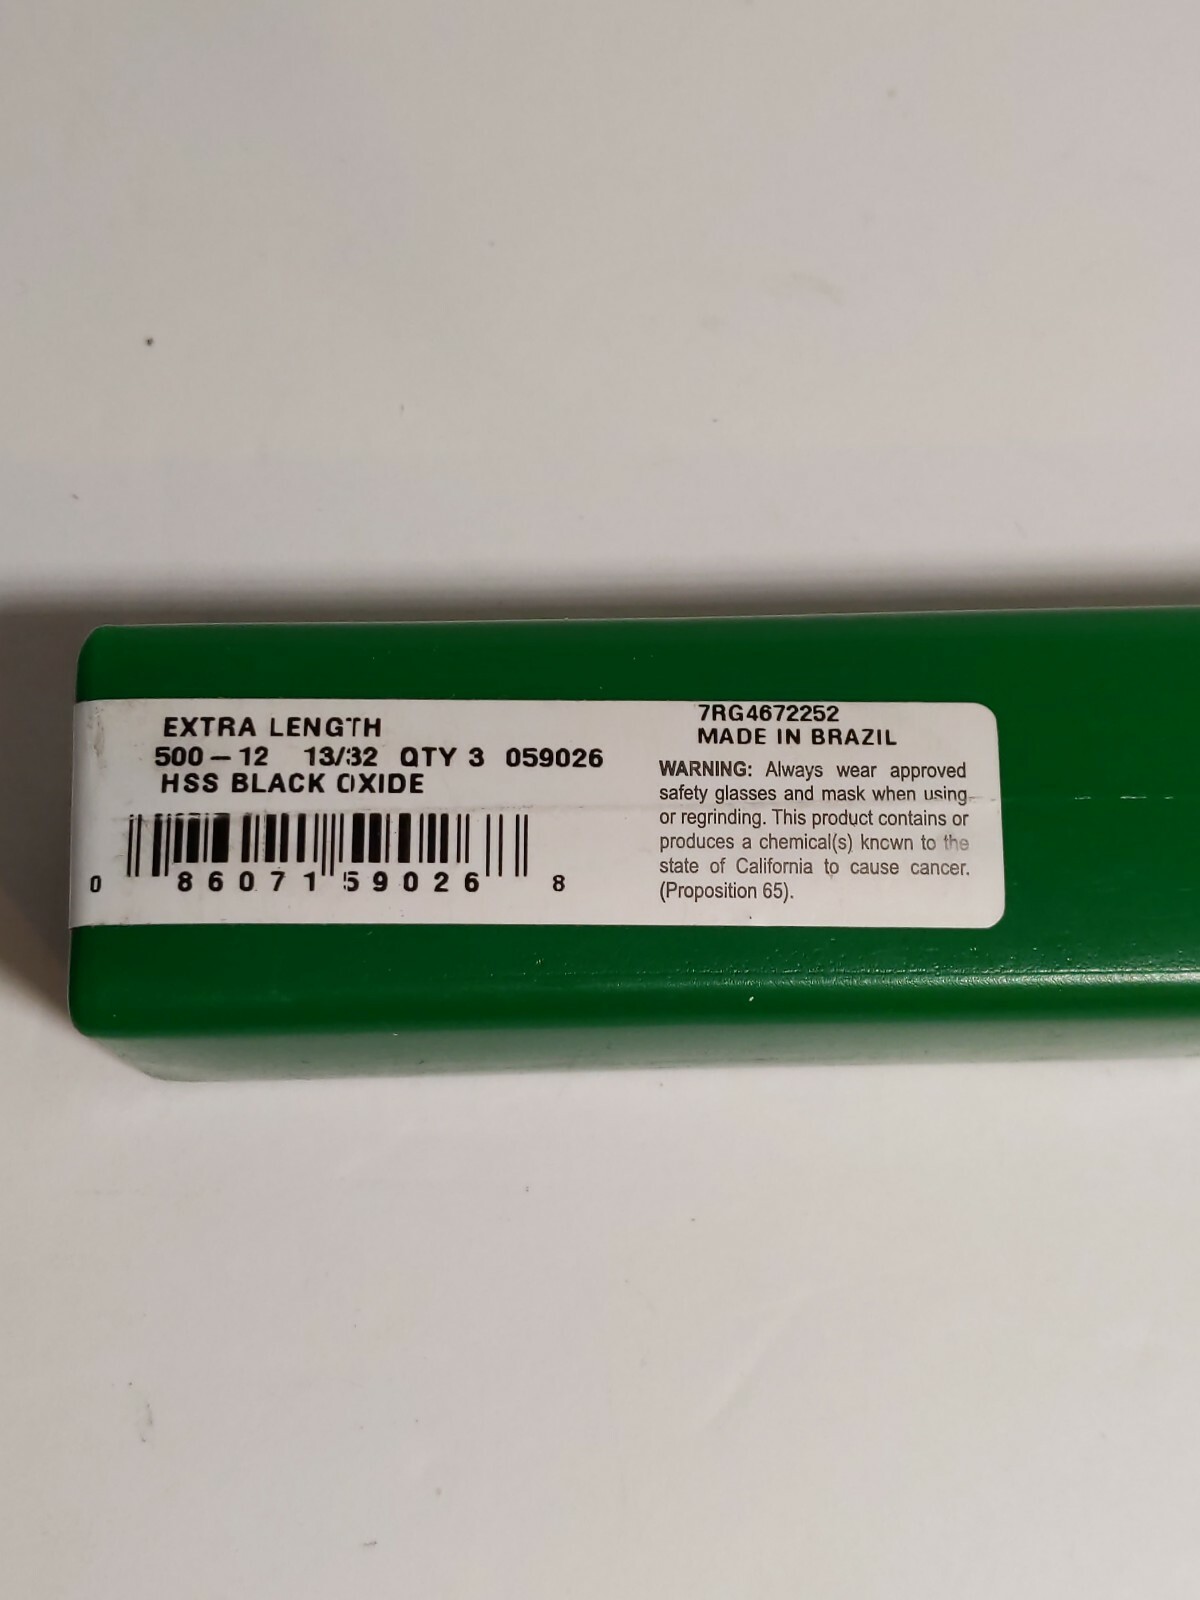 EXTRA LENGTH
500-12 13/32 QTY 3 059026
HSS BLACK OXIDE
0 86071 59026 8
7RG4672252
MADE IN BRAZIL
WARNING: Always wear approved
safety glasses and mask when using
or regrinding. This product contains or
produces a chemical(s) known to the
state of California to cause cancer.
(Proposition 65).